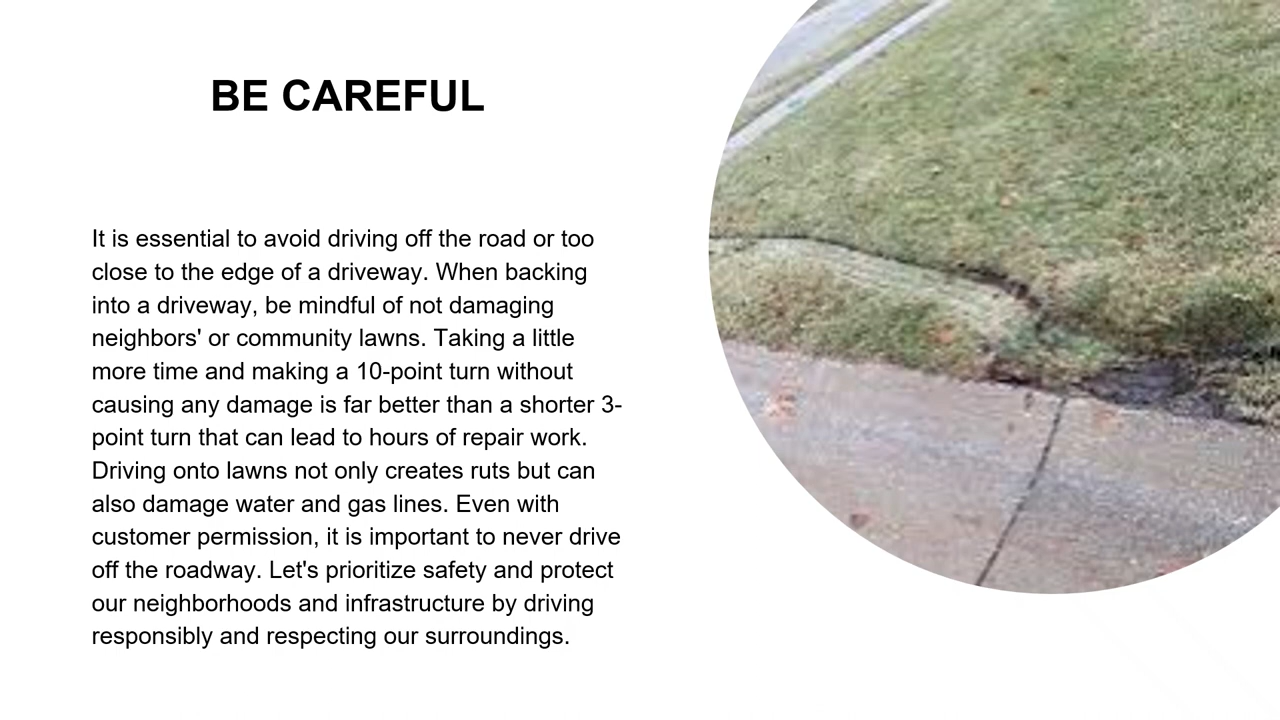 BE CAREFUL
It is essential to avoid driving off the road or too
close to the edge of a driveway. When backing
into a driveway, be mindful of not damaging
neighbors' or community lawns. Taking a little
more time and making a 10-point turn without
causing any damage is far better than a shorter 3-
point turn that can lead to hours of repair work.
Driving onto lawns not only creates ruts but can
also damage water and gas lines. Even with
customer permission, it is important to never drive
off the roadway. Let's prioritize safety and protect
our neighborhoods and infrastructure by driving
responsibly and respecting our surroundings.